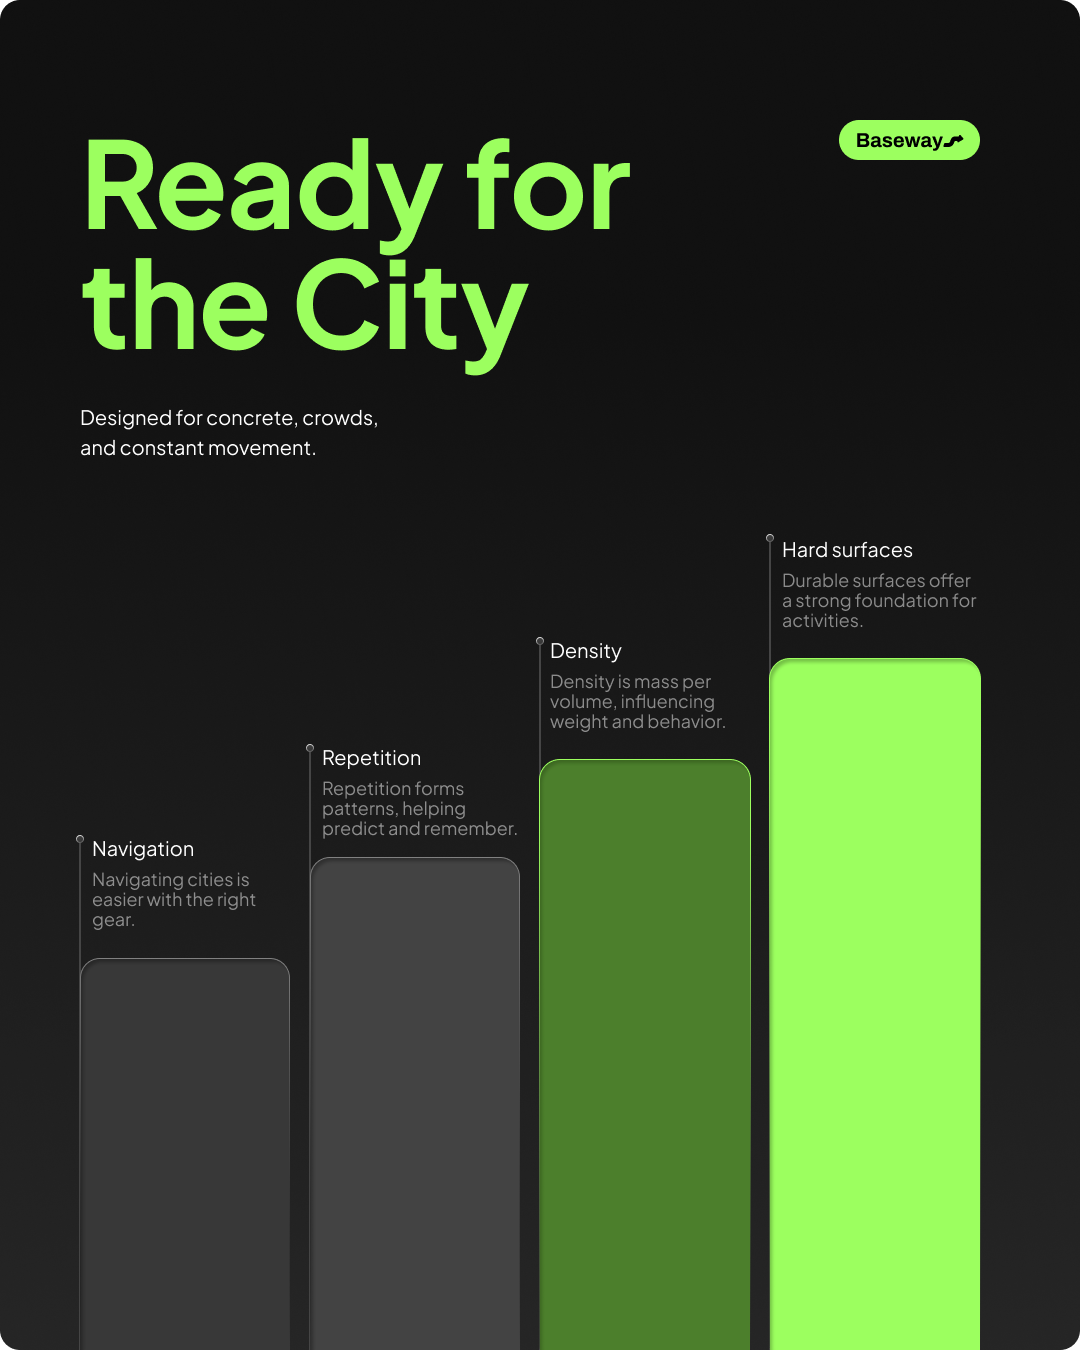 Baseway
Ready for
the City
Designed for concrete, crowds,
and constant movement.
Hard surfaces
Durable surfaces offer
a strong foundation for
activities.
Density
Density is mass per
volume, influencing
weight and behavior.
Repetition
Repetition forms
patterns, helping
predict and remember.
Navigation
Navigating cities is
easier with the right
gear.